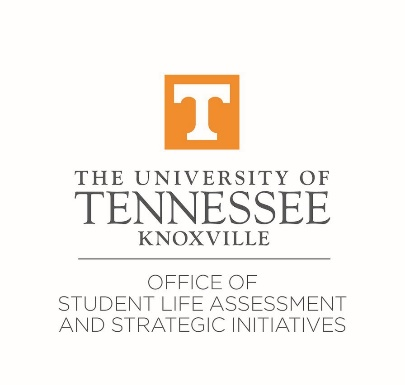 T
THE UNIVERSITY OF
TENNESSEE
KNOXVILLE
OFFICE OF
STUDENT LIFE ASSESSMENT
AND STRATEGIC INITIATIVES